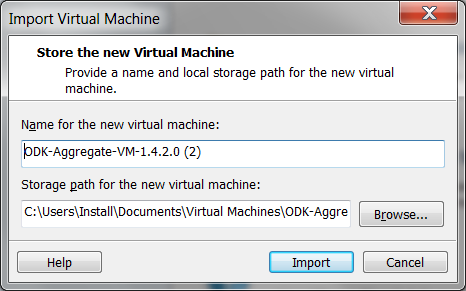 Import Virtual Machine
Store the new Virtual Machine
Provide a name and local storage path for the new virtual
machine.
Name for the new virtual machine:
ODK-Aggregate-VM-1.4.2.0 (2)
Storage path for the new virtual machine:
C:\Users\Install\Documents\Virtual Machines\ODK-Aggre
Browse...
Help
Import
Cancel